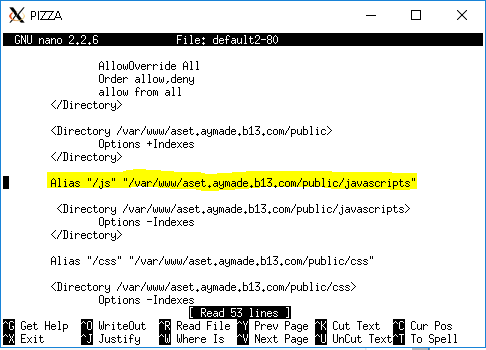 PIZZA
GNU nano 2.2.6 File: default2-80
AllowOverride All
Order allow,deny
allow from all
</Directory>
<Directory /var/www/aset.aymade.b13.com/public>
Options +Indexes
</Directory>
Alias "/js" "/var/www/aset.aymade.b13.com/public/javascripts"
<Directory /var/www/aset.aymade.b13.com/public/javascripts>
Options -Indexes
</Directory>
Alias "/css" "/var/www/aset.aymade.b13.com/public/css"
<Directory /var/www/aset.aymade.b13.com/public/css>
Options -Indexes
[ Read 53 lines ]
^G Get Help ^O WriteOut ^R Read File ^Y Prev Page ^K Cut Text ^C Cur Pos
^X Exit ^J Justify ^W Where Is ^V Next Page ^U UnCut Text ^T To Spell